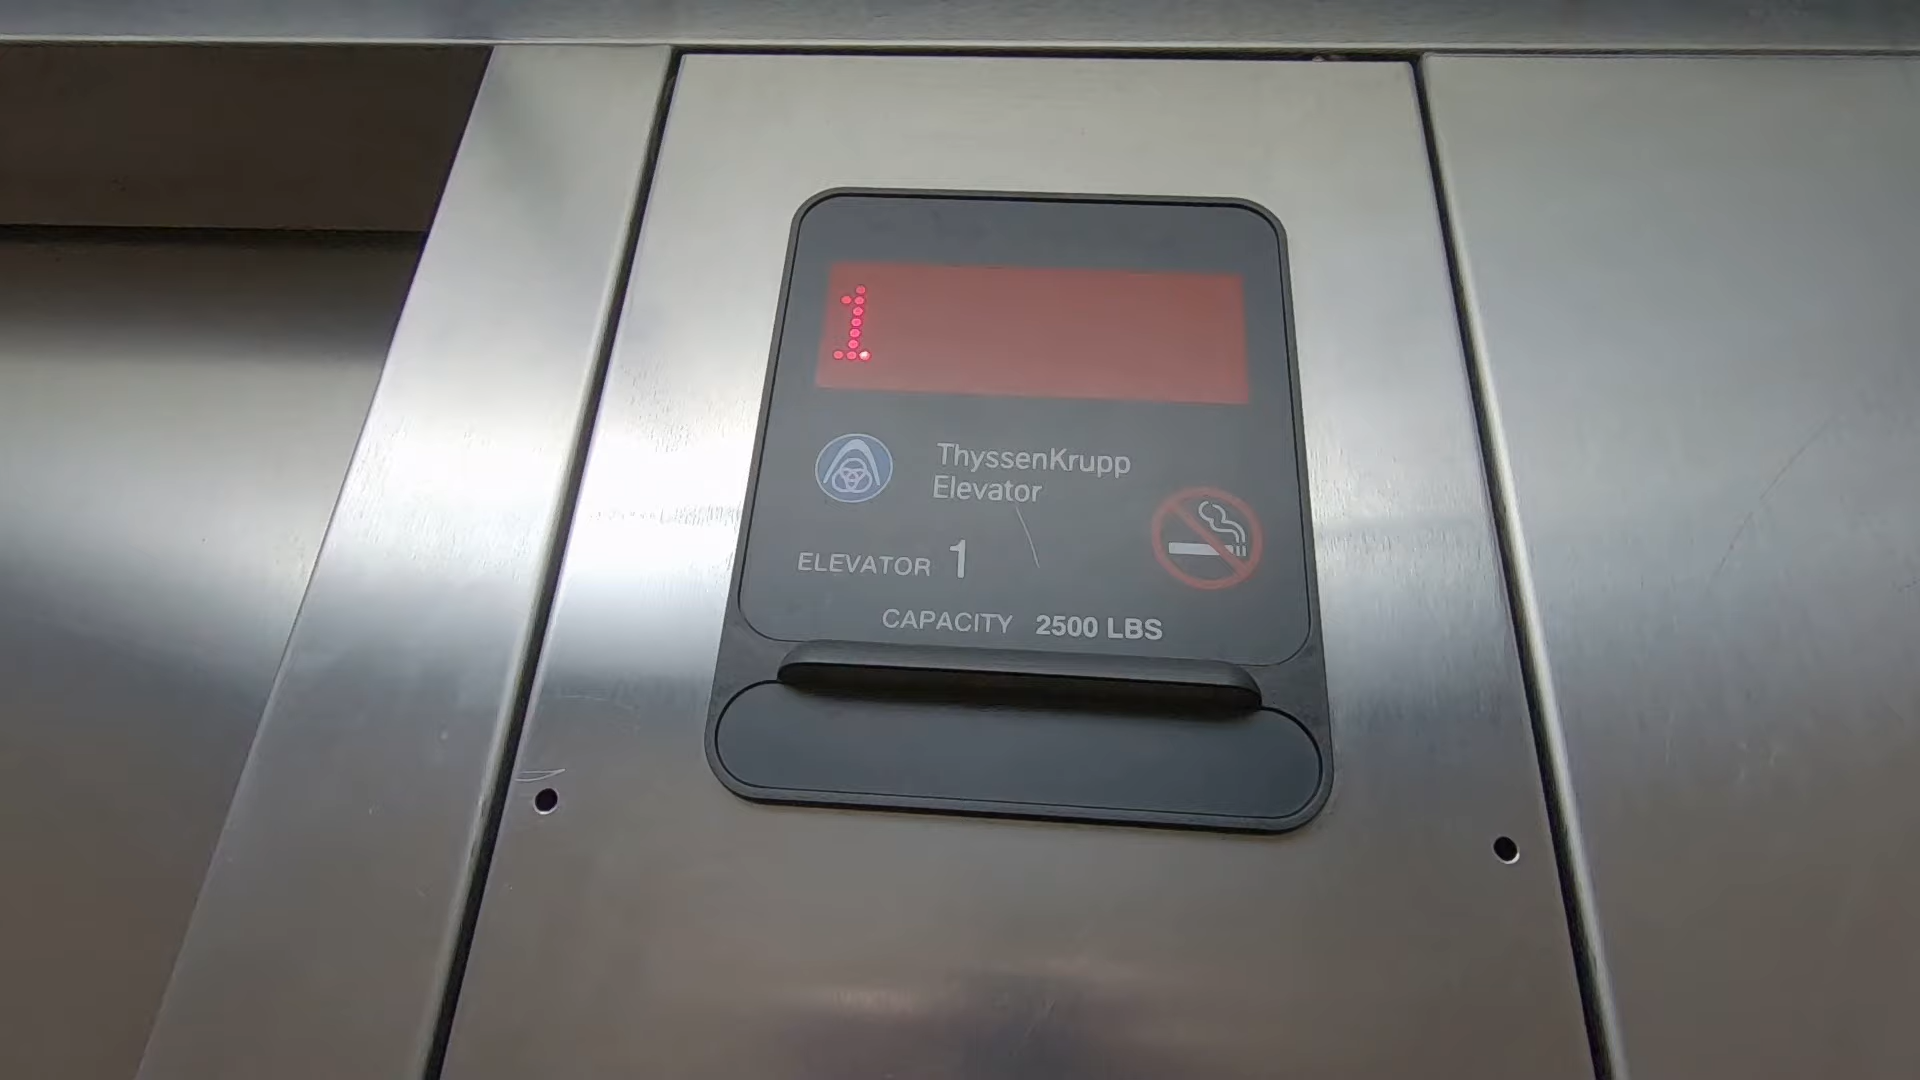 1
ThyssenKrupp
Elevator
ELEVATOR 1
CAPACITY 2500 LBS